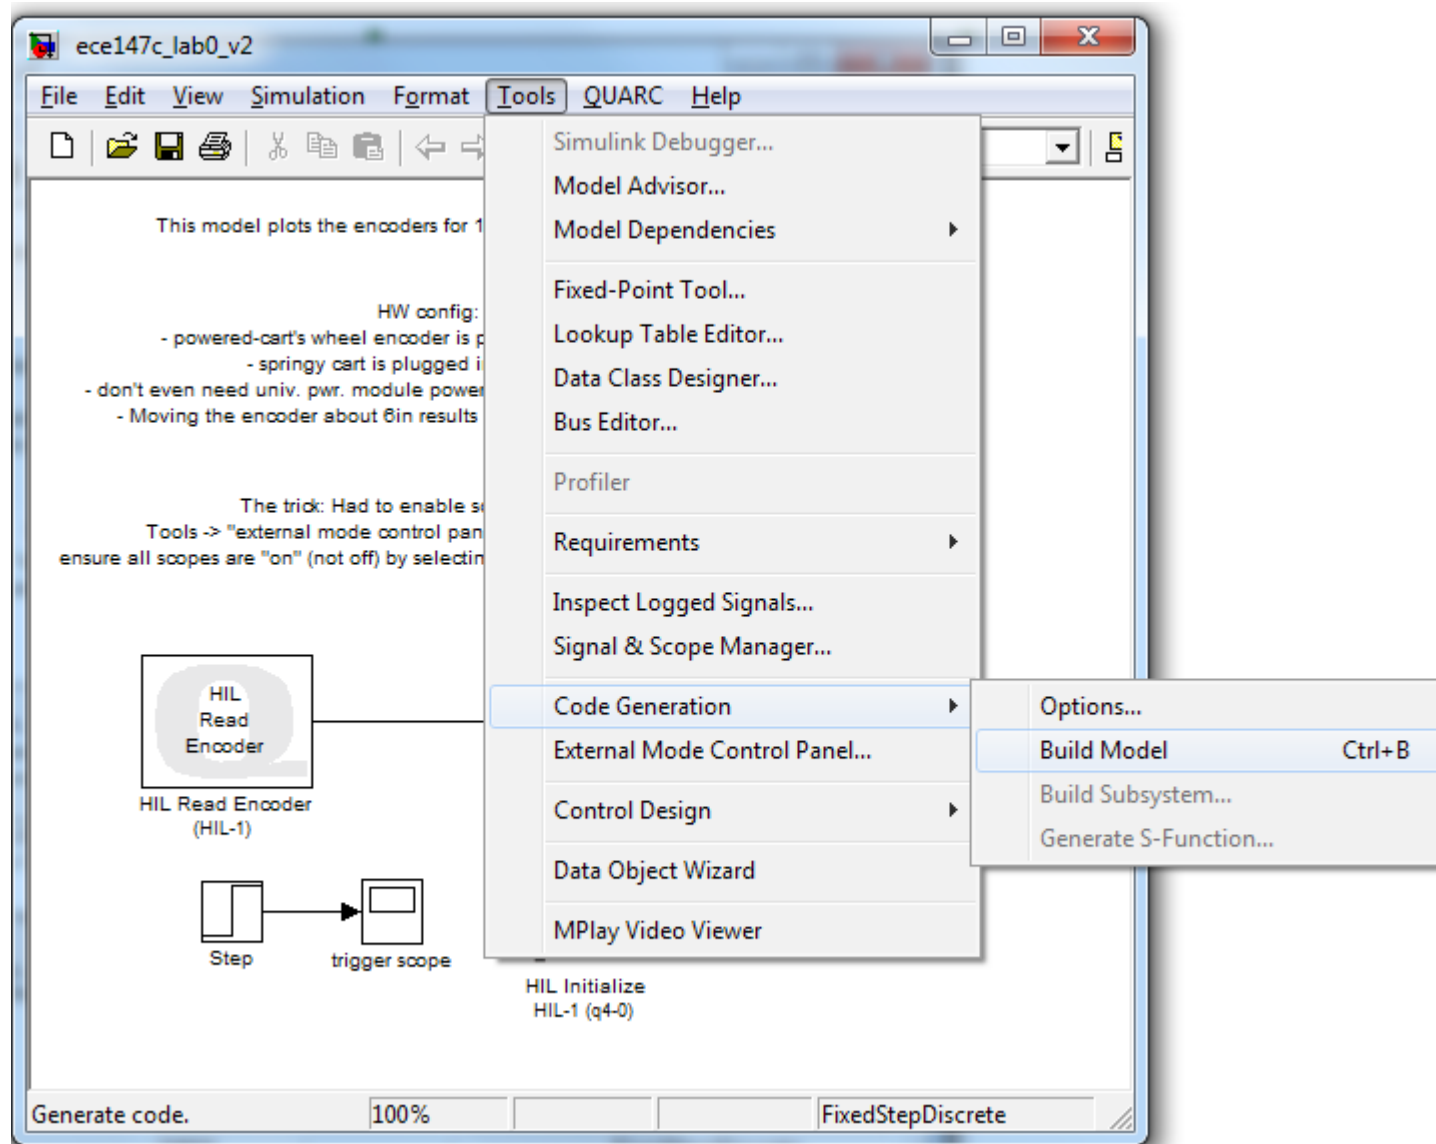 ece147c_lab0_v2
File Edit View Simulation Format Tools QUARC Help
Simulink Debugger...
Model Advisor...
Model Dependencies
Fixed-Point Tool...
Lookup Table Editor...
Data Class Designer...
Bus Editor...
Profiler
Requirements
Inspect Logged Signals...
Signal & Scope Manager...
Code Generation
External Mode Control Panel...
Control Design
Data Object Wizard
MPlay Video Viewer
Options...
Build Model Ctrl+B
Build Subsystem...
Generate S-Function...
This model plots the encoders for 1
HW config:
- powered-cart's wheel encoder is p
- springy cart is plugged i
- don't even need univ. pwr. module power
- Moving the encoder about 6in results
The trick: Had to enable s
Tools -> "external mode control pan
ensure all scopes are "on" (not off) by selectin
HIL
Read
Encoder
HIL Read Encoder
(HIL-1)
Step
trigger scope
HIL Initialize
HIL-1 (q4-0)
Generate code. 100% FixedStepDiscrete